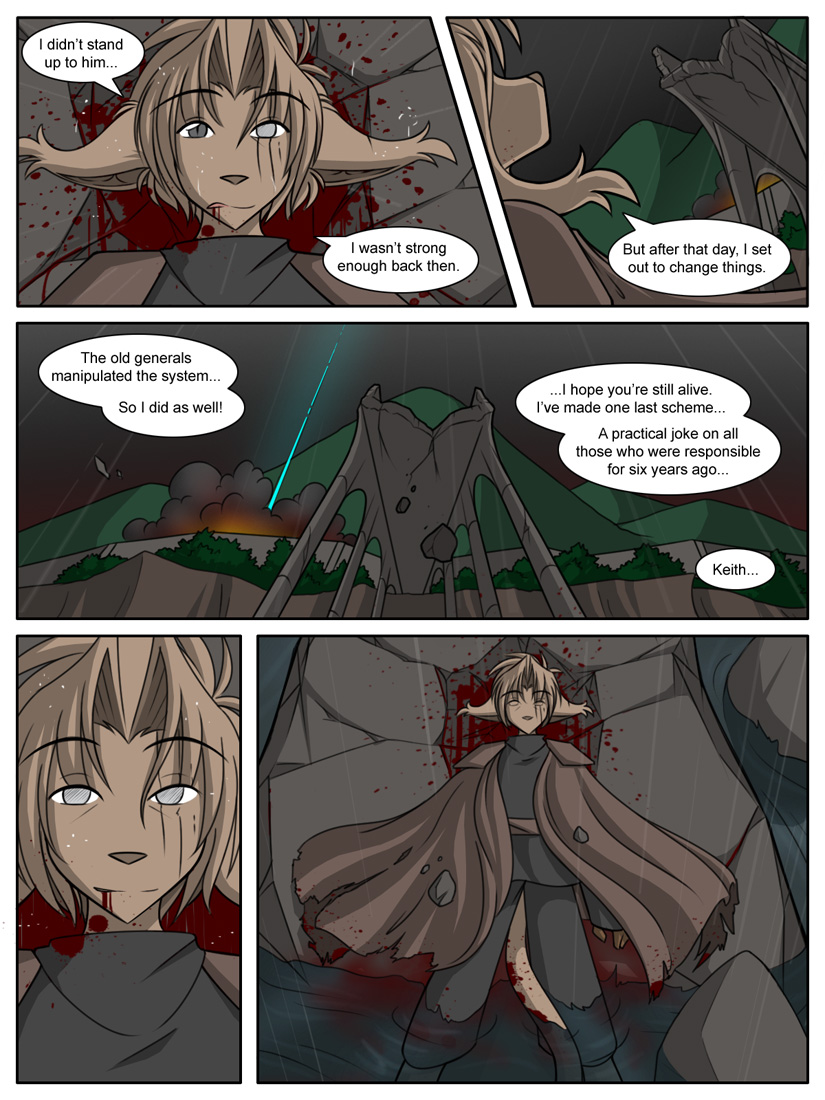 I didn't stand
up to him...
I wasn't strong
enough back then.
But after that day, I set
out to change things.
The old generals
manipulated the system...
So I did as well!
...I hope you're still alive.
I've made one last scheme...
A practical joke on all
those who were responsible
for six years ago...
Keith...